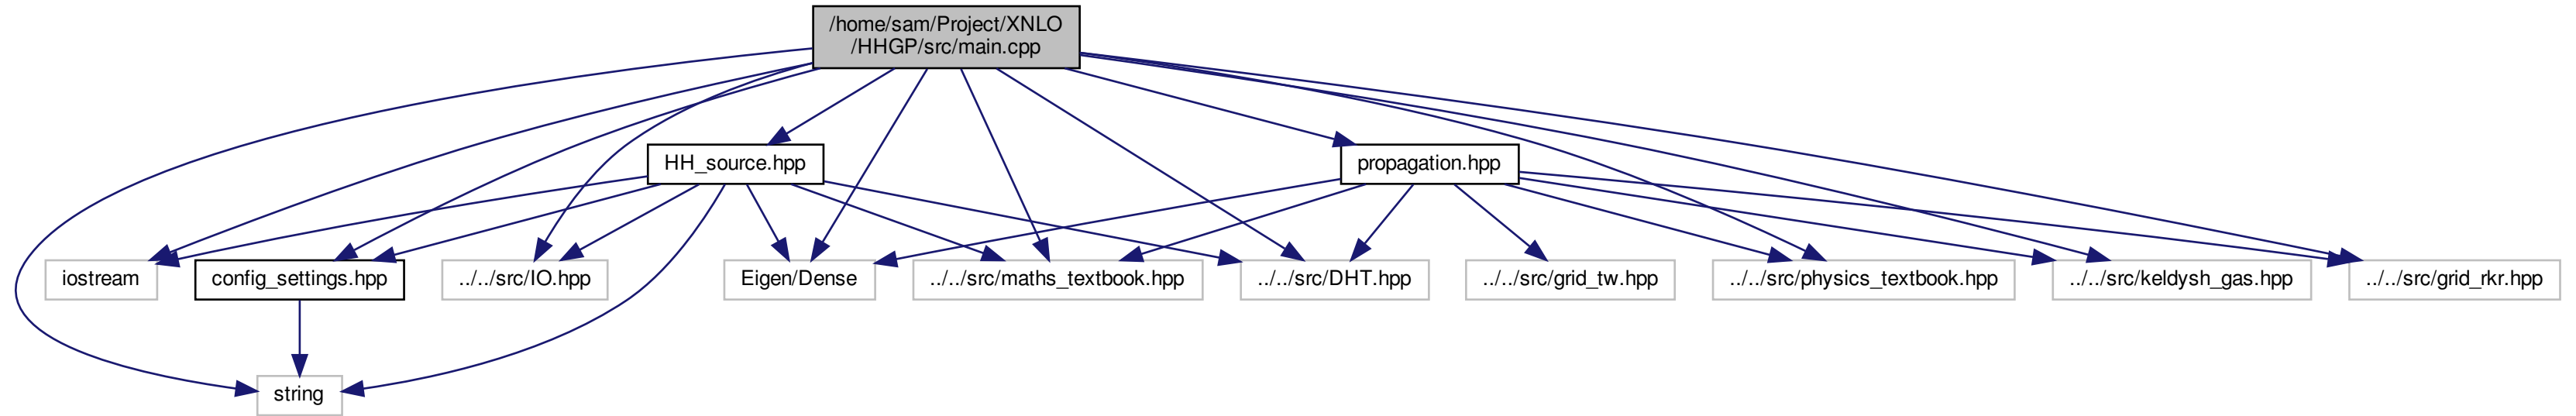 /home/sam/Project/XNLO
/HHGP/src/main.cpp
HH_source.hpp
propagation.hpp
iostream
config_settings.hpp
../../src/IO.hpp
Eigen/Dense
../../src/maths_textbook.hpp
../../src/DHT.hpp
../../src/grid_tw.hpp
../../src/physics_textbook.hpp
../../src/keldysh_gas.hpp
../../src/grid_rkr.hpp
string